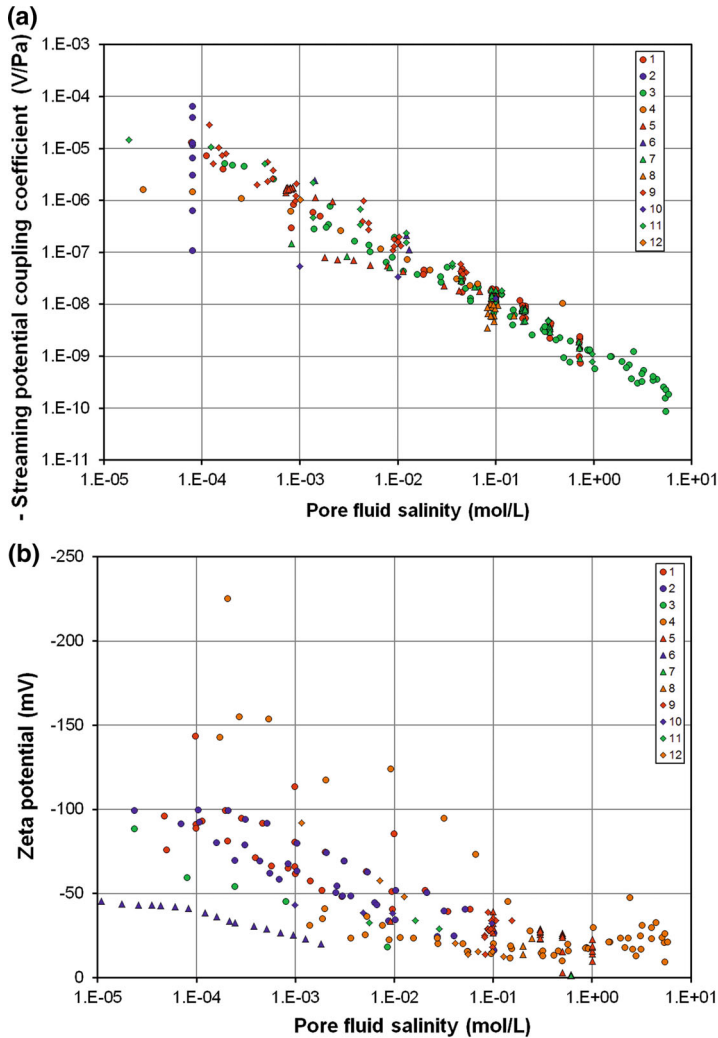 (a)
- Streaming potential coupling coefficient (V/Pa)
1.E-03
1.E-04
1.E-05
1.E-06
1.E-07
1.E-08
1.E-09
1.E-10
1.E-11
1.E-05
1.E-04
1.E-03
1.E-02
1.E-01
1.E+00
1.E+01
Pore fluid salinity (mol/L)
1
2
3
4
5
6
7
8
9
10
11
12
(b)
Zeta potential (mV)
-250
-200
-150
-100
-50
0
1.E-05
1.E-04
1.E-03
1.E-02
1.E-01
1.E+00
1.E+01
Pore fluid salinity (mol/L)
1
2
3
4
5
6
7
8
9
10
11
12